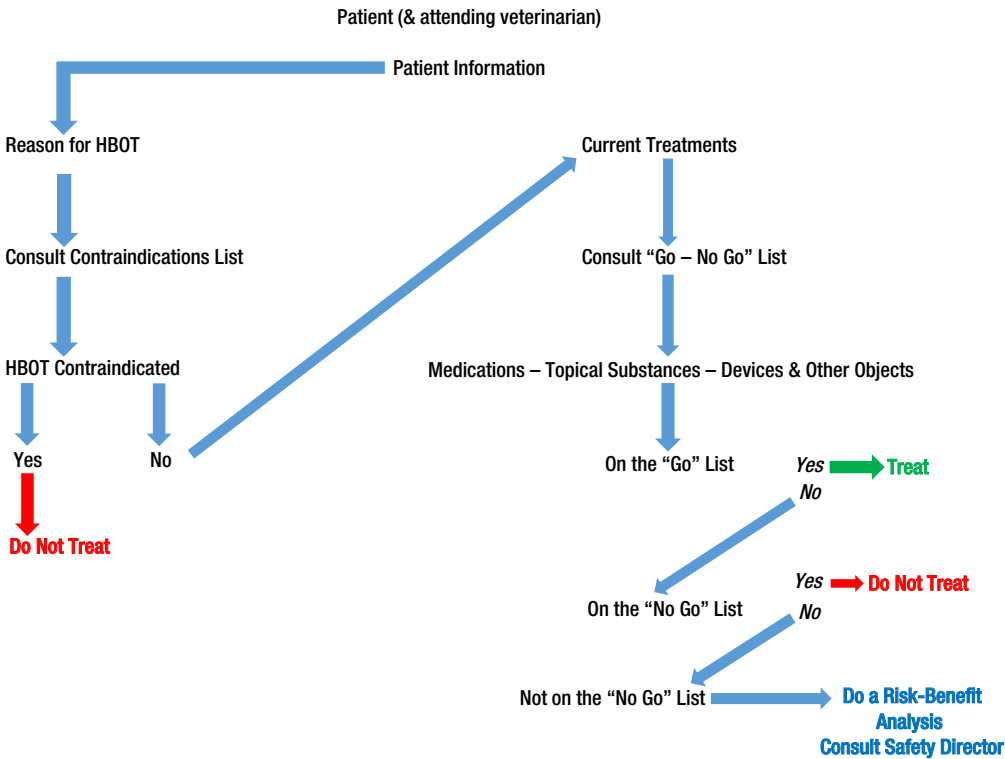 Patient (& attending veterinarian)
Patient Information
Reason for HBOT
Consult Contraindications List
HBOT Contraindicated
Yes
No
Do Not Treat
Current Treatments
Consult “Go – No Go” List
Medications – Topical Substances – Devices & Other Objects
On the “Go” List
Yes
Treat
No
On the “No Go” List
Yes
Do Not Treat
No
Not on the “No Go” List
Do a Risk-Benefit
Analysis
Consult Safety Director